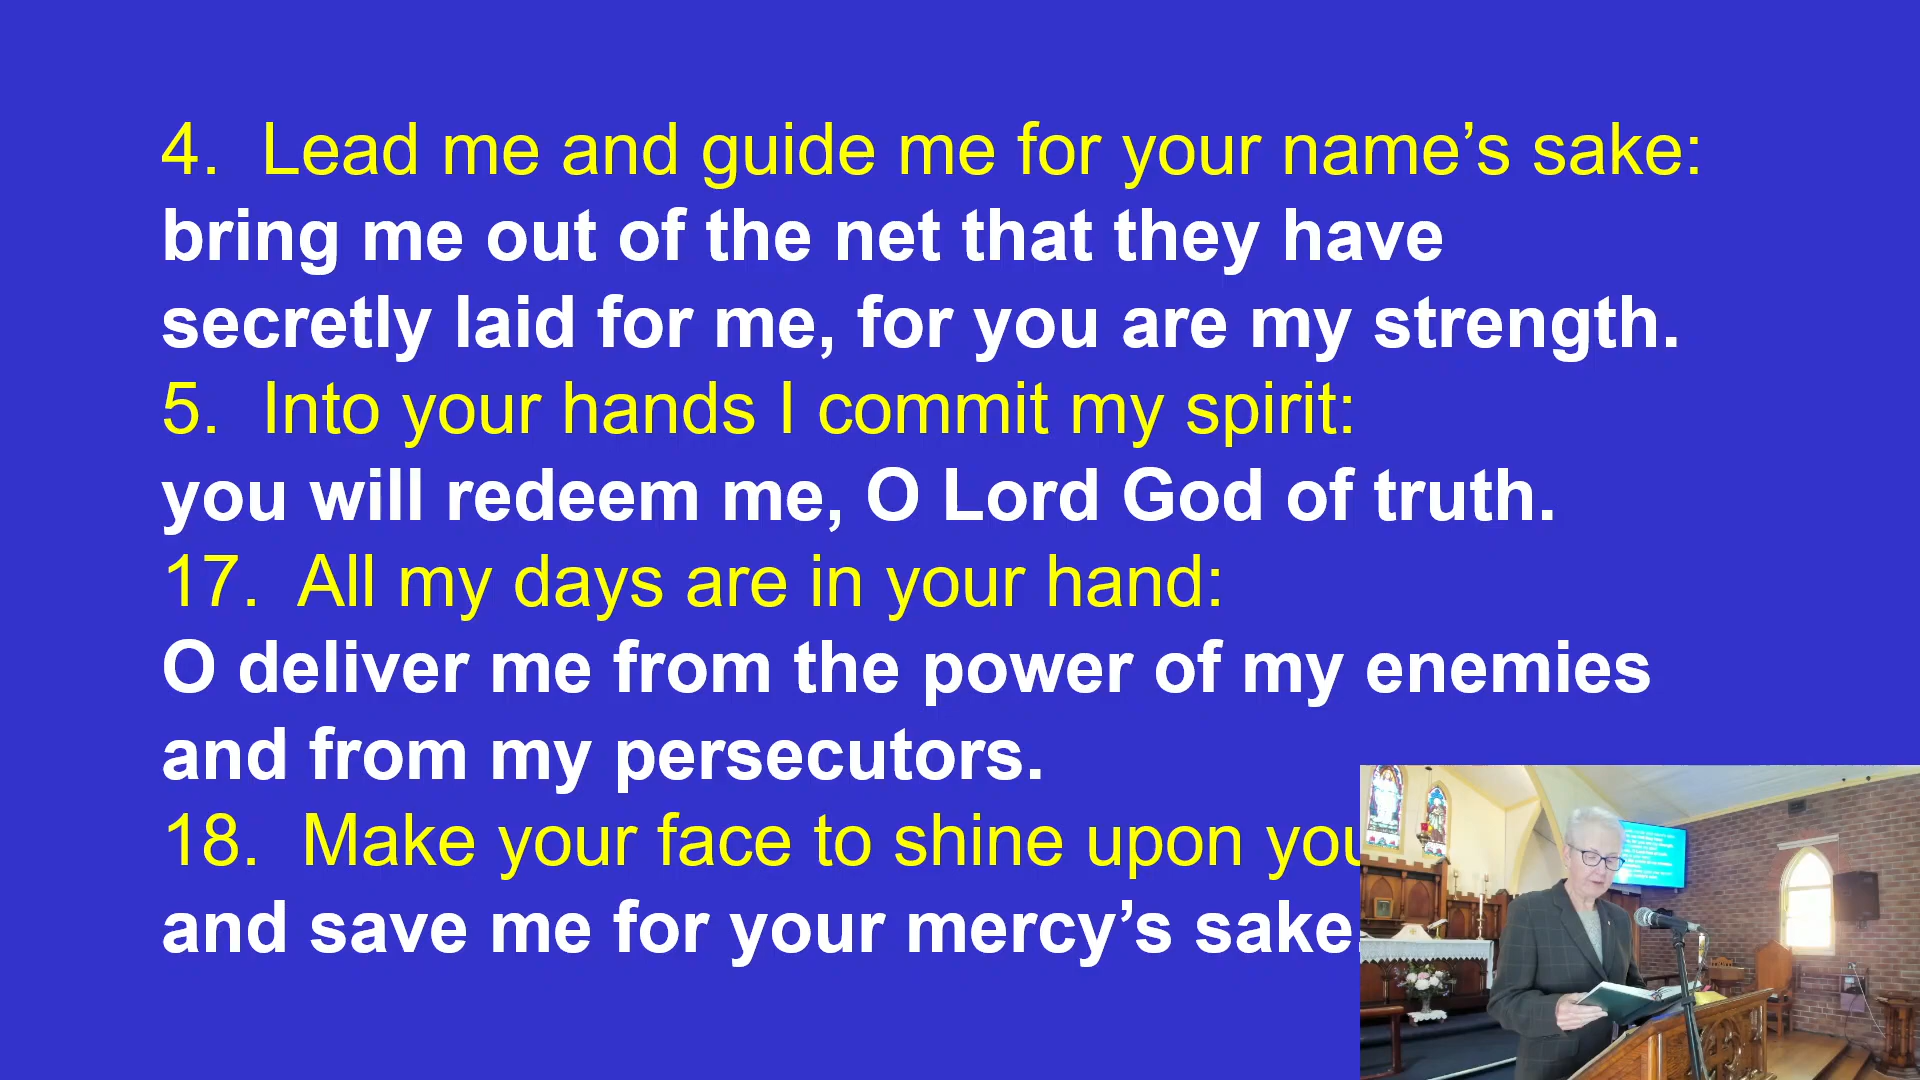 4. Lead me and guide me for your name’s sake:
bring me out of the net that they have
secretly laid for me, for you are my strength.
5. Into your hands I commit my spirit:
you will redeem me, O Lord God of truth.
17. All my days are in your hand:
O deliver me from the power of my enemies
and from my persecutors.
18. Make your face to shine upon
and save me for your mercy’s sake